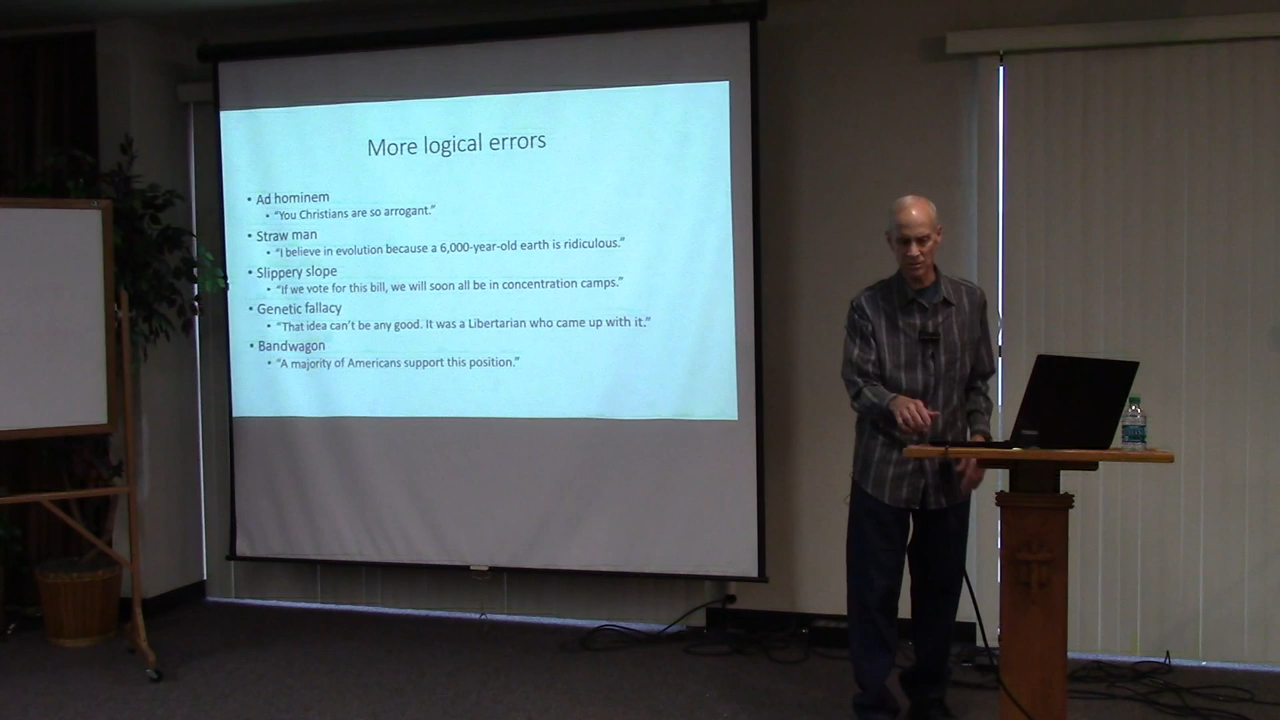 More logical errors
• Ad hominem
• "You Christians are so arrogant."
• Straw man
• "I believe in evolution because a 6,000-year-old earth is ridiculous."
• Slippery slope
• "If we vote for this bill, we will soon all be in concentration camps."
• Genetic fallacy
• "That idea can't be any good. It was a Libertarian who came up with it."
• Bandwagon
• "A majority of Americans support this position."